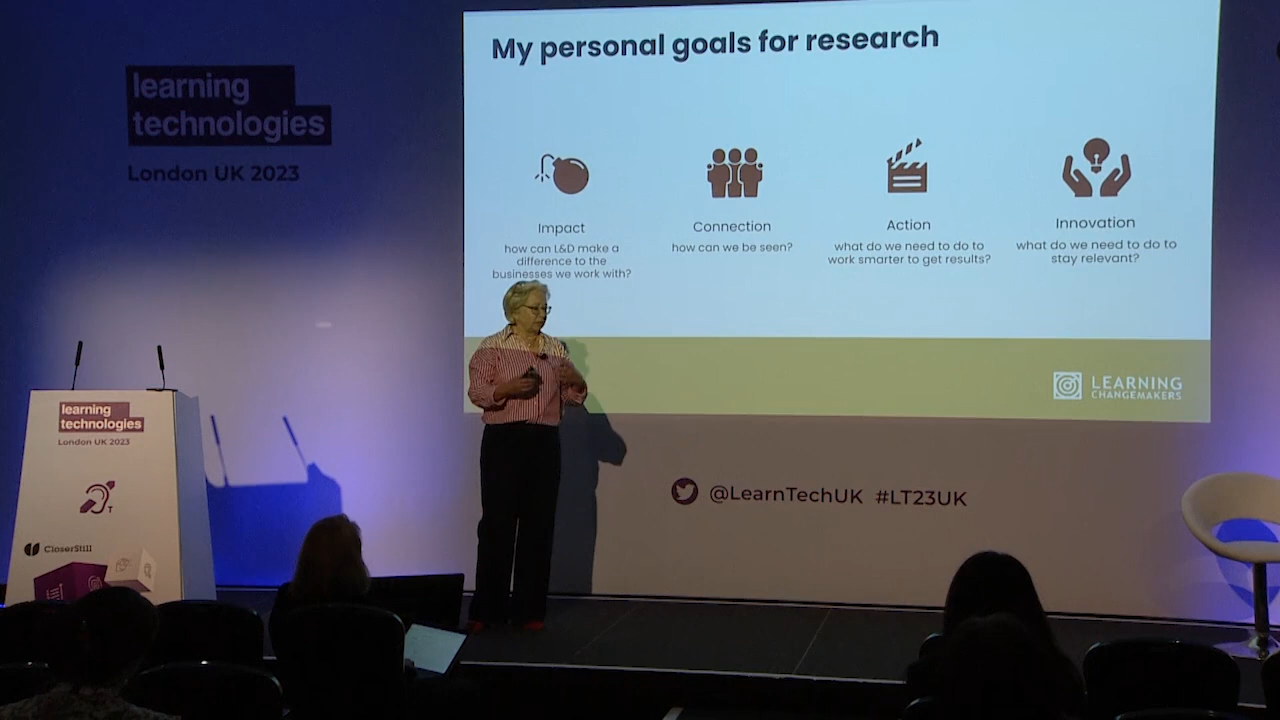 My personal goals for research
learning
technologies
London UK 2023
Impact
how can L&D make a
difference to the
businesses we work with?
Connection
how can we be seen?
Action
what do we need to do to
work smarter to get results?
Innovation
what do we need to do to
stay relevant?
LEARNING
CHANGEMAKERS
@LearnTechUK #LT23UK
learning
technologies
London UK 2023
T
CloserStill